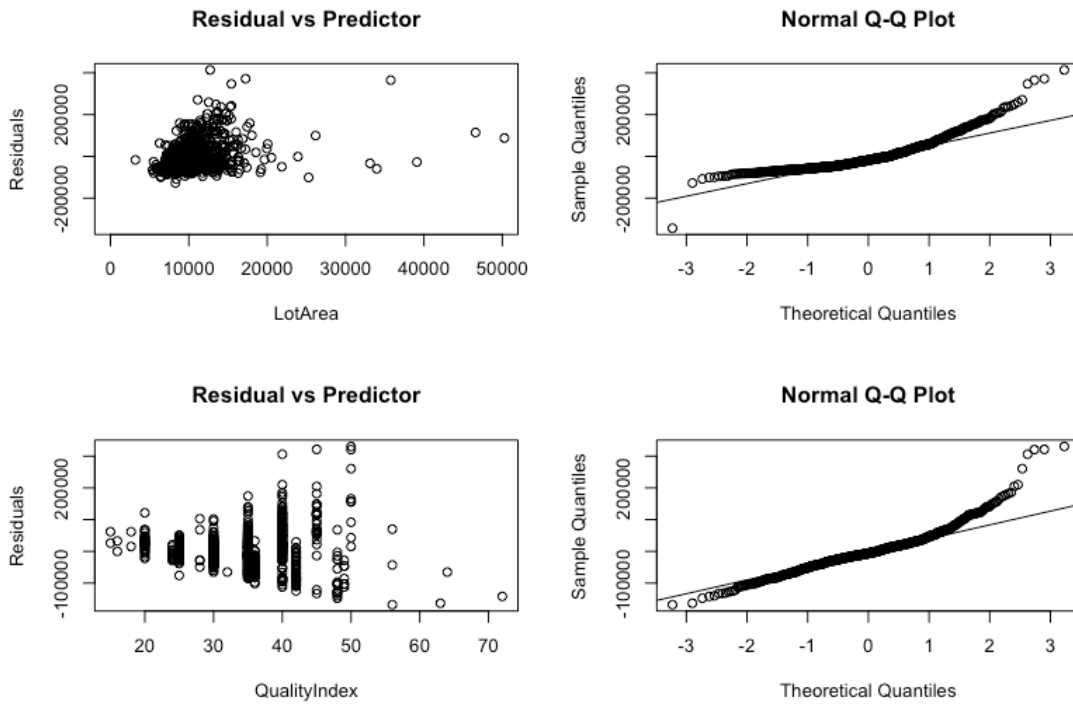 Residual vs Predictor
Normal Q-Q Plot
Residuals
-200000
200000
0 10000 20000 30000 40000 50000
LotArea
Sample Quantiles
-200000
200000
-3 -2 -1 0 1 2 3
Theoretical Quantiles
Residual vs Predictor
Normal Q-Q Plot
Residuals
-100000
200000
20 30 40 50 60 70
QualityIndex
Sample Quantiles
-100000
200000
-3 -2 -1 0 1 2 3
Theoretical Quantiles